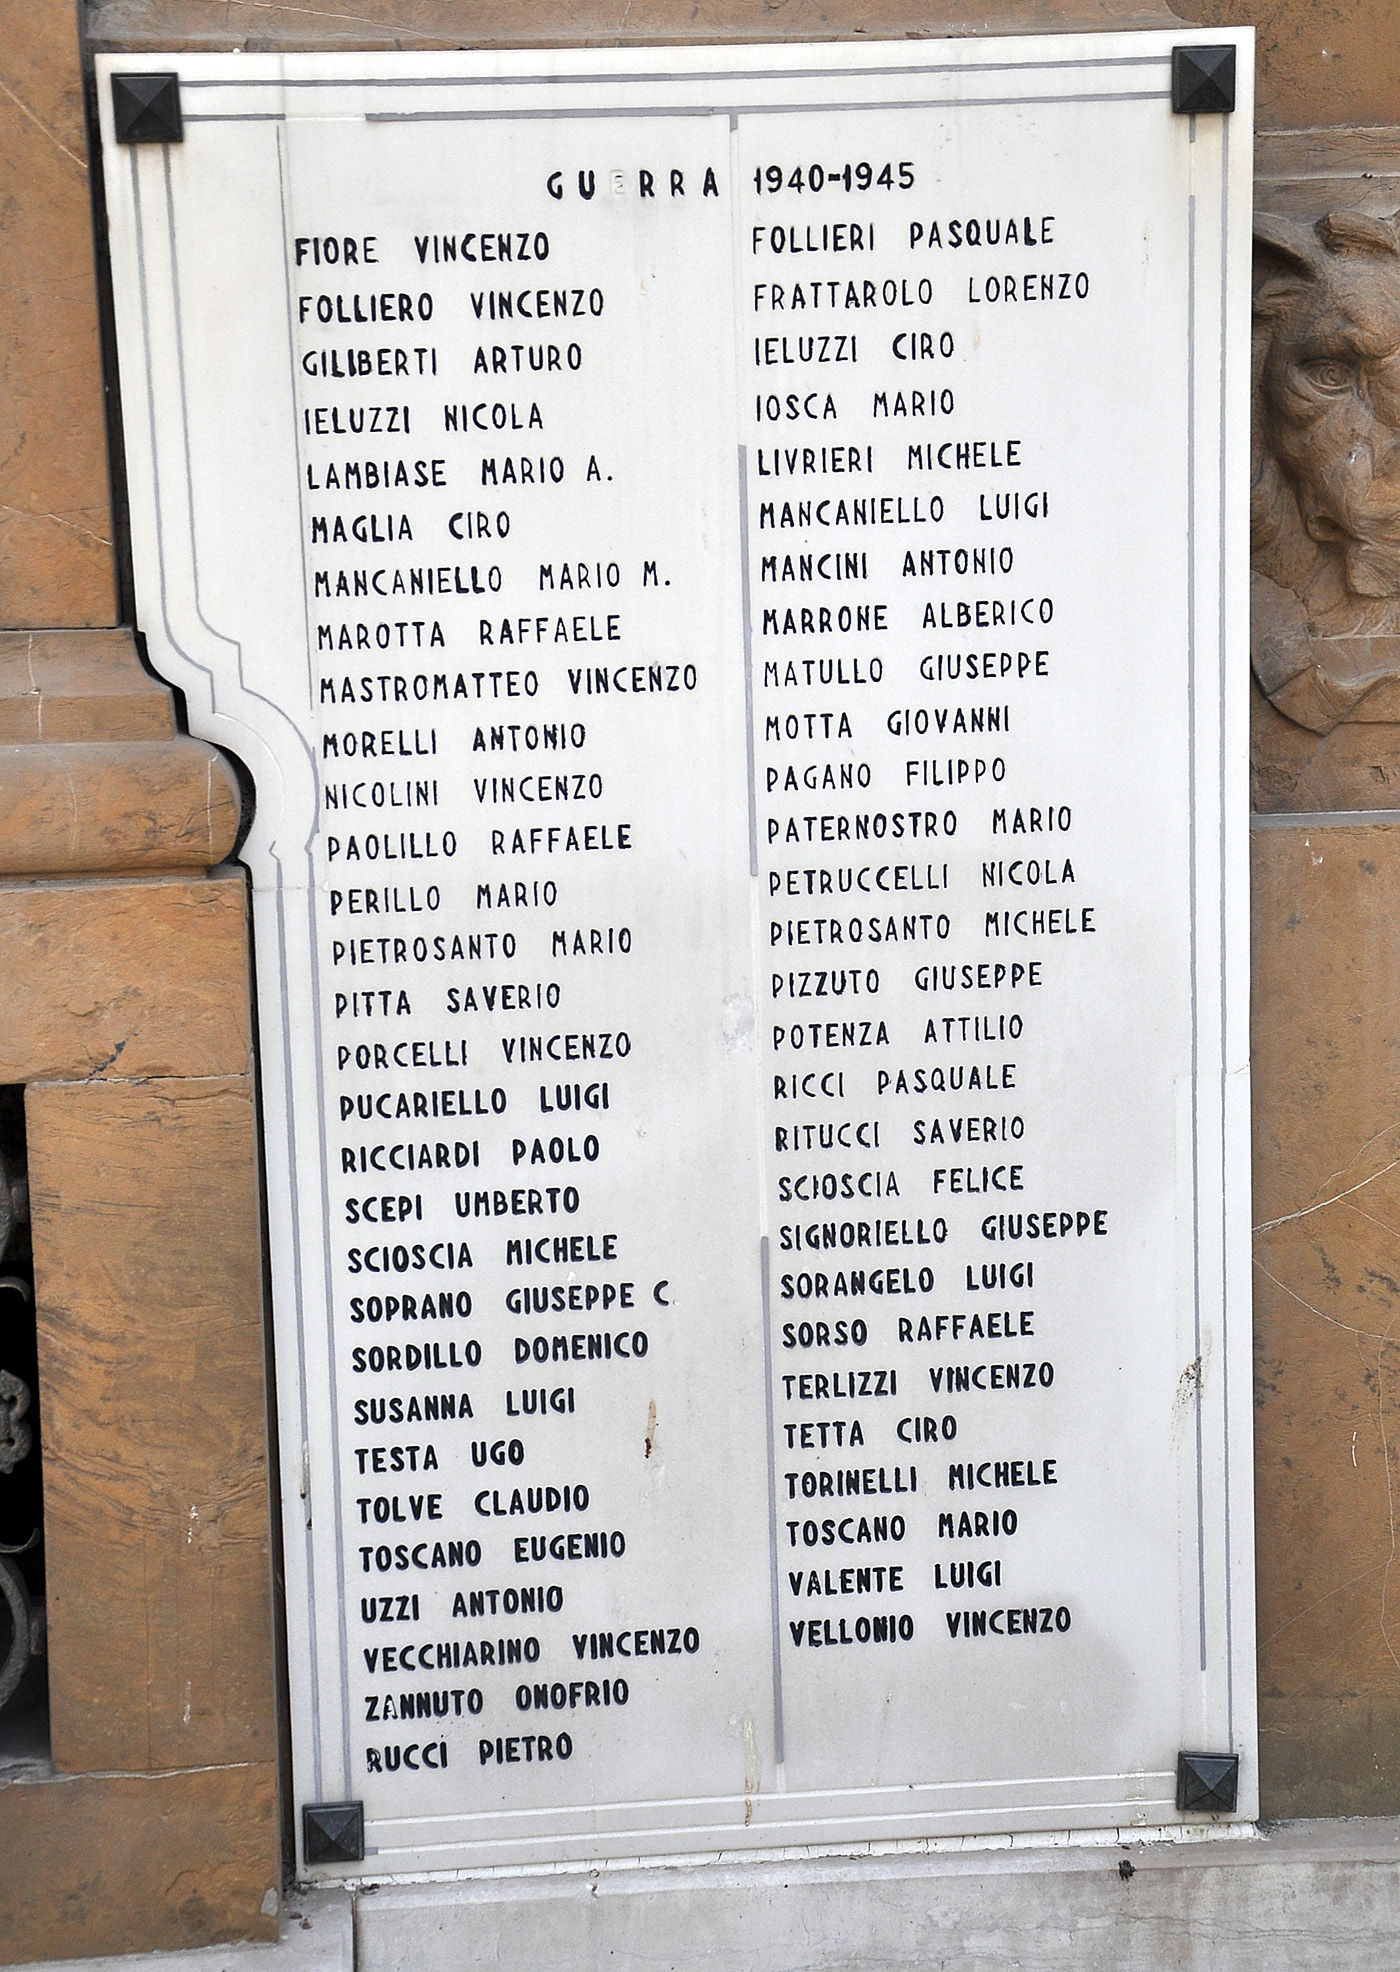 GUERRA 1940-1945
FIORE VINCENZO
FOLLIERO VINCENZO
GILIBERTI ARTURO
IELUZZI NICOLA
LAMBIASE MARIO A.
MAGLIA CIRO
MANCANIELLO MARIO M.
MAROTTA RAFFAELE
MASTROMATTEO VINCENZO
MORELLI ANTONIO
NICOLINI VINCENZO
PAOLILLO RAFFAELE
PERILLO MARIO
PIETROSANTO MARIO
PITTA SAVERIO
PORCELLI VINCENZO
PUCARIELLO LUIGI
RICCIARDI PAOLO
SCEPI UMBERTO
SCIOSCIA MICHELE
SOPRANO GIUSEPPE C.
SORDILLO DOMENICO
SUSANNA LUIGI
TESTA UGO
TOLVE CLAUDIO
TOSCANO EUGENIO
UZZI ANTONIO
VECCHIARINO VINCENZO
ZANNUTO ONOFRIO
RUCCI PIETRO
FOLLIERI PASQUALE
FRATTAROLO LORENZO
IELUZZI CIRO
IOSCA MARIO
LIVRIERI MICHELE
MANCANIELLO LUIGI
MANCINI ANTONIO
MARRONE ALBERICO
MATULLO GIUSEPPE
MOTTA GIOVANNI
PAGANO FILIPPO
PATERNOSTRO MARIO
PETRUCCELLI NICOLA
PIETROSANTO MICHELE
PIZZUTO GIUSEPPE
POTENZA ATTILIO
RICCI PASQUALE
RITUCCI SAVERIO
SCIOSCIA FELICE
SIGNORIELLO GIUSEPPE
SORANGELO LUIGI
SORSO RAFFAELE
TERLIZZI VINCENZO
TETTA CIRO
TORINELLI MICHELE
TOSCANO MARIO
VALENTE LUIGI
VELLONIO VINCENZO